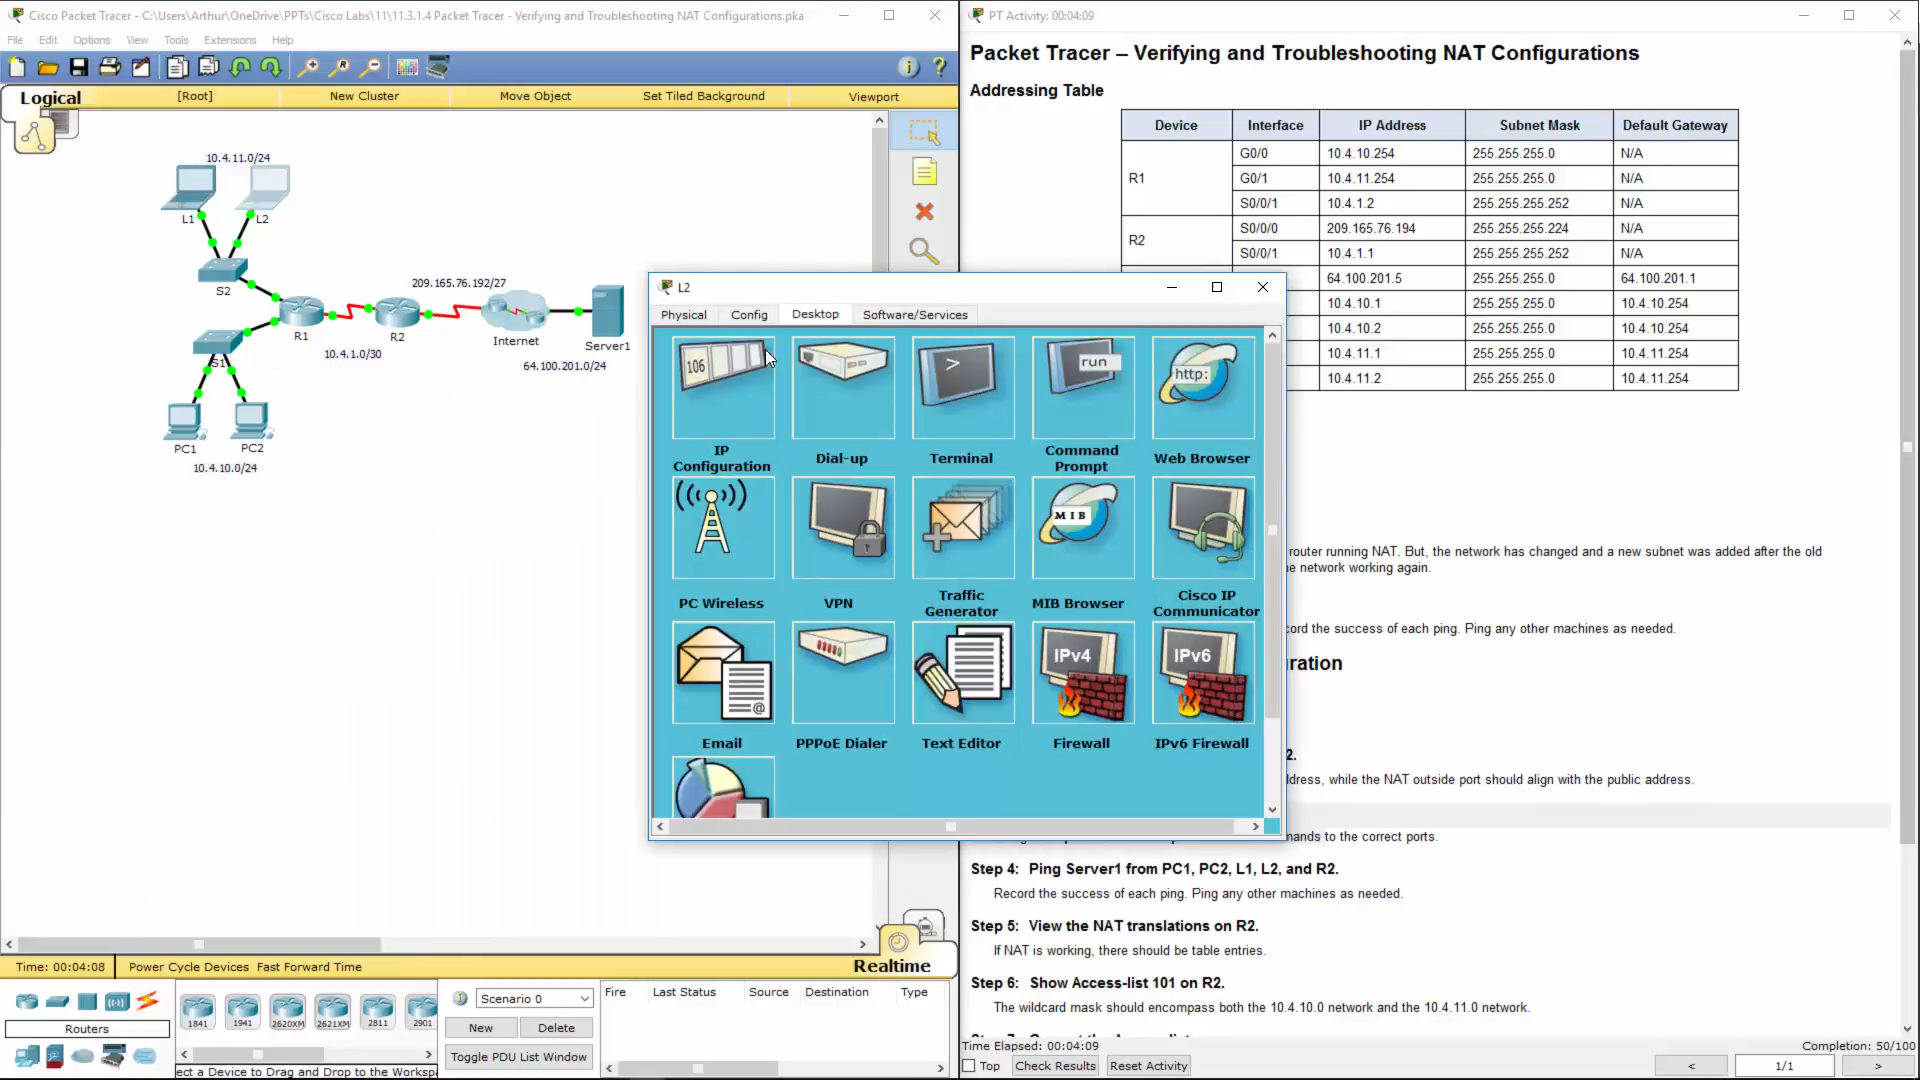 Cisco Packet Tracer - C:\Users\Arthur\OneDrive\PPTs\Cisco Labs\11\11.3.1.4 Packet Tracer - Verifying and Troubleshooting NAT Configurations.pka
File Edit Options View Tools Extensions Help
Logical [Root] New Cluster Move Object Set Tiled Background Viewport
10.4.11.0/24
L1 L2
S2
209.165.76.192/27
R1 R2 Internet Server1
10.4.1.0/30
64.100.201.0/24
S1
PC1 PC2
10.4.10.0/24
L2
Physical Config Desktop Software/Services
106 > run http:
IP Configuration Dial-up Terminal Command Prompt Web Browser
MIB
PC Wireless VPN Traffic Generator MIB Browser Cisco IP Communicator
@ IPv4 IPv6
Email PPPoE Dialer Text Editor Firewall IPv6 Firewall
Time: 00:04:08 Power Cycle Devices Fast Forward Time Realtime
Routers
1841 1941 2620XM 2621XM 2811 2901
ect a Device to Drag and Drop to the Worksp
Scenario 0
New Delete
Toggle PDU List Window
Fire Last Status Source Destination Type
PT Activity: 00:04:09
Packet Tracer – Verifying and Troubleshooting NAT Configurations
Addressing Table
Device Interface IP Address Subnet Mask Default Gateway
R1 G0/0 10.4.10.254 255.255.255.0 N/A
G0/1 10.4.11.254 255.255.255.0 N/A
S0/0/1 10.4.1.2 255.255.255.252 N/A
R2 S0/0/0 209.165.76.194 255.255.255.224 N/A
S0/0/1 10.4.1.1 255.255.255.252 N/A
64.100.201.5 255.255.255.0 64.100.201.1
10.4.10.1 255.255.255.0 10.4.10.254
10.4.10.2 255.255.255.0 10.4.10.254
10.4.11.1 255.255.255.0 10.4.11.254
10.4.11.2 255.255.255.0 10.4.11.254
router running NAT. But, the network has changed and a new subnet was added after the old
e network working again.
cord the success of each ping. Ping any other machines as needed.
ration
2.
dress, while the NAT outside port should align with the public address.
mands to the correct ports.
Step 4: Ping Server1 from PC1, PC2, L1, L2, and R2.
Record the success of each ping. Ping any other machines as needed.
Step 5: View the NAT translations on R2.
If NAT is working, there should be table entries.
Step 6: Show Access-list 101 on R2.
The wildcard mask should encompass both the 10.4.10.0 network and the 10.4.11.0 network.
Time Elapsed: 00:04:09 Completion: 50/100
Top Check Results Reset Activity < 1/1 >